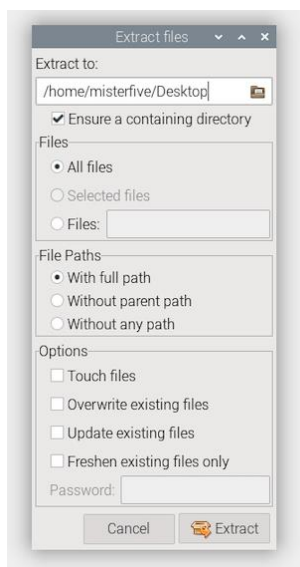 Extract files
Extract to:
/home/misterfive/Desktop
Ensure a containing directory
Files
All files
Selected files
Files:
File Paths
With full path
Without parent path
Without any path
Options
Touch files
Overwrite existing files
Update existing files
Freshen existing files only
Password:
Cancel Extract